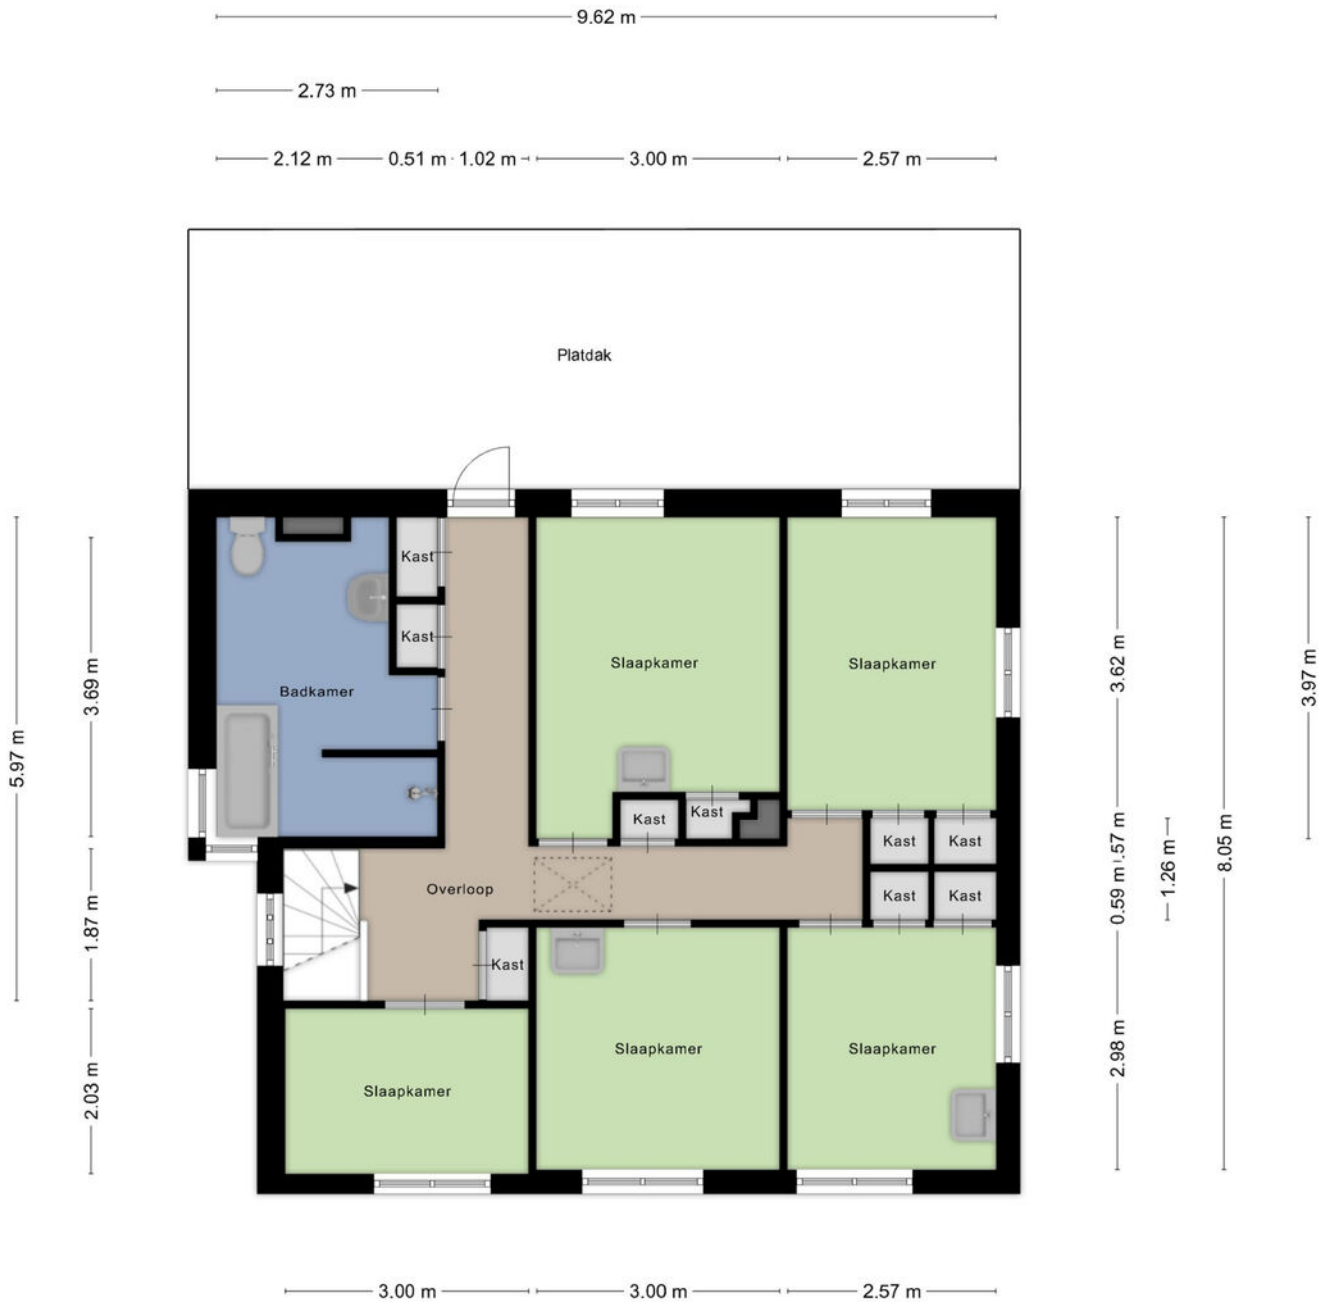 9.62 m
2.73 m
2.12 m 0.51 m 1.02 m 3.00 m 2.57 m
Platdak
Kast
Kast
Badkamer
Slaapkamer
Slaapkamer
Kast
Kast
Kast
Kast
Overloop
Kast
Kast
Kast
Slaapkamer
Slaapkamer
Slaapkamer
5.97 m
3.69 m
1.87 m
2.03 m
3.62 m
.57 m
0.59 m
2.98 m
1.26 m
8.05 m
3.97 m
3.00 m 3.00 m 2.57 m